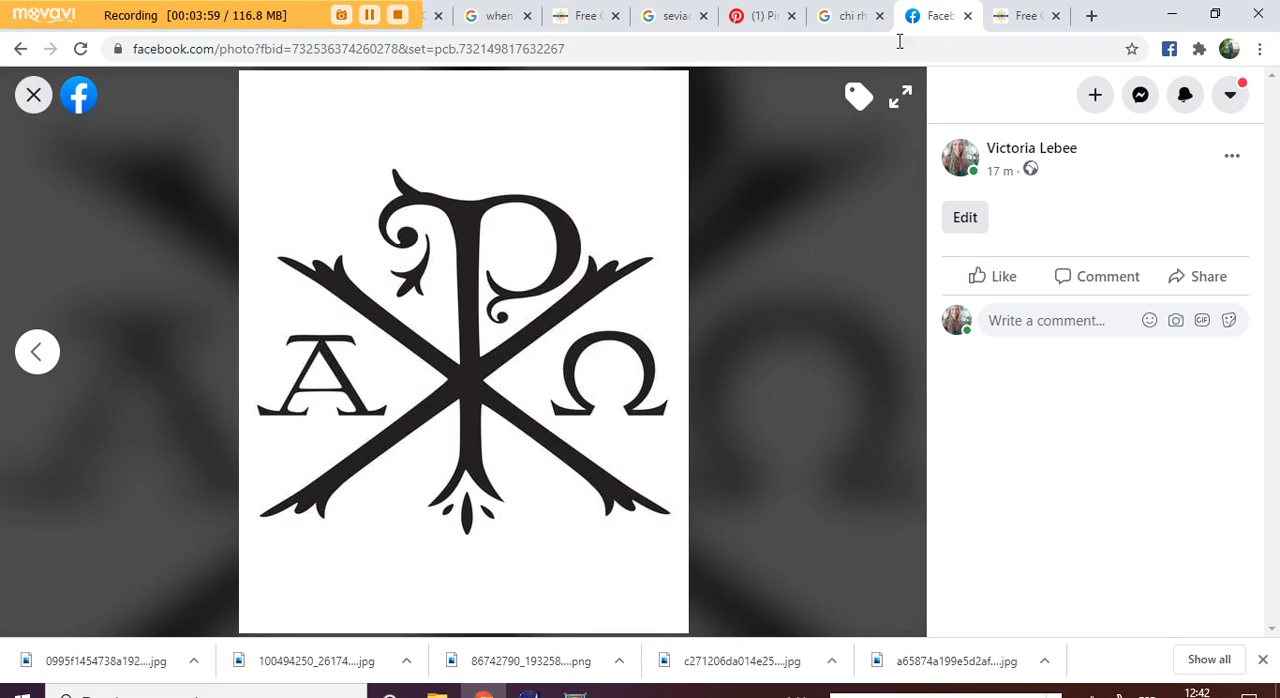 movavi Recording [00:03:59 / 116.8 MB]
when
Free
sevia
(1) Pi
chi rh
Faceb
Free
facebook.com/photo?fbid=732536374260278&set=pcb.732149817632267
Victoria Lebee
17 m ·
Edit
Like Comment Share
Write a comment... GIF
P
Α Ω
0995f1454738a192....jpg
100494250_26174....jpg
86742790_193258....png
c271206da014e25....jpg
a65874a199e5d2af....jpg
Show all
12:42